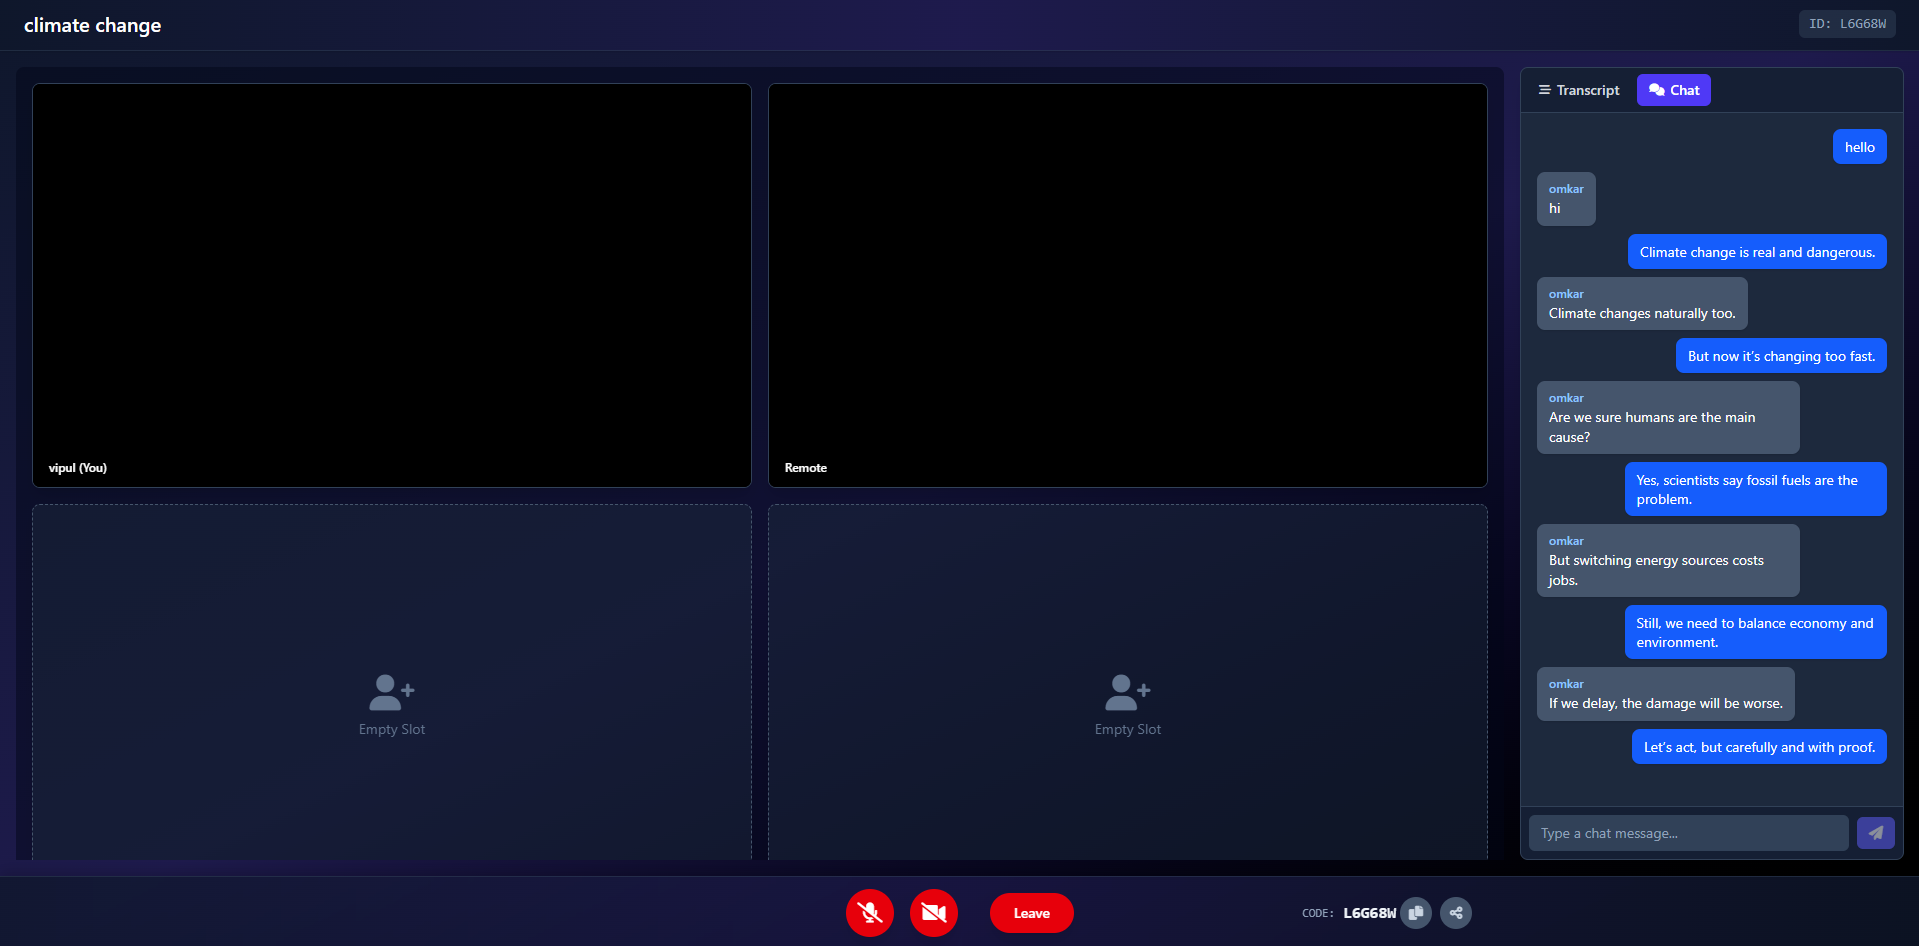 climate change
ID: L6G68W
vipul (You)
Remote
Empty Slot
Empty Slot
Transcript
Chat
hello
omkar
hi
Climate change is real and dangerous.
omkar
Climate changes naturally too.
But now it’s changing too fast.
omkar
Are we sure humans are the main
cause?
Yes, scientists say fossil fuels are the
problem.
omkar
But switching energy sources costs
jobs.
Still, we need to balance economy and
environment.
omkar
If we delay, the damage will be worse.
Let’s act, but carefully and with proof.
Type a chat message...
Leave
CODE: L6G68W